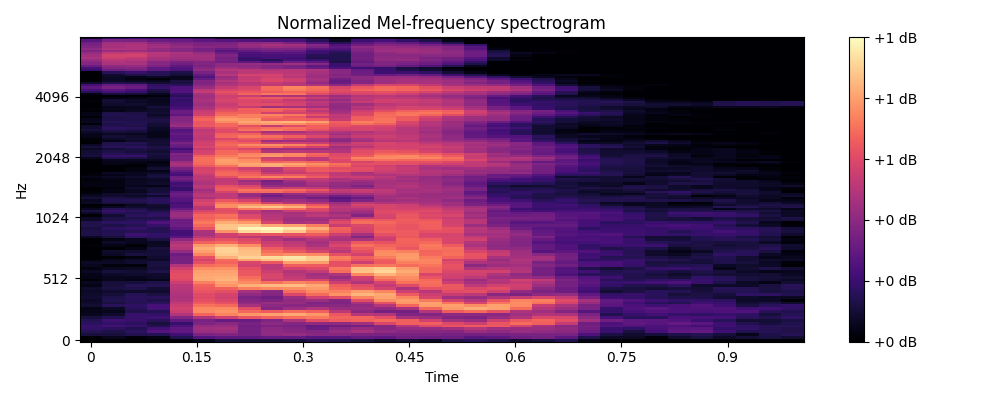 Normalized Mel-frequency spectrogram
+1 dB
4096
+1 dB
2048
+1 dB
Hz
1024
+0 dB
512
+0 dB
0
+0 dB
0 0.15 0.3 0.45 0.6 0.75 0.9
Time